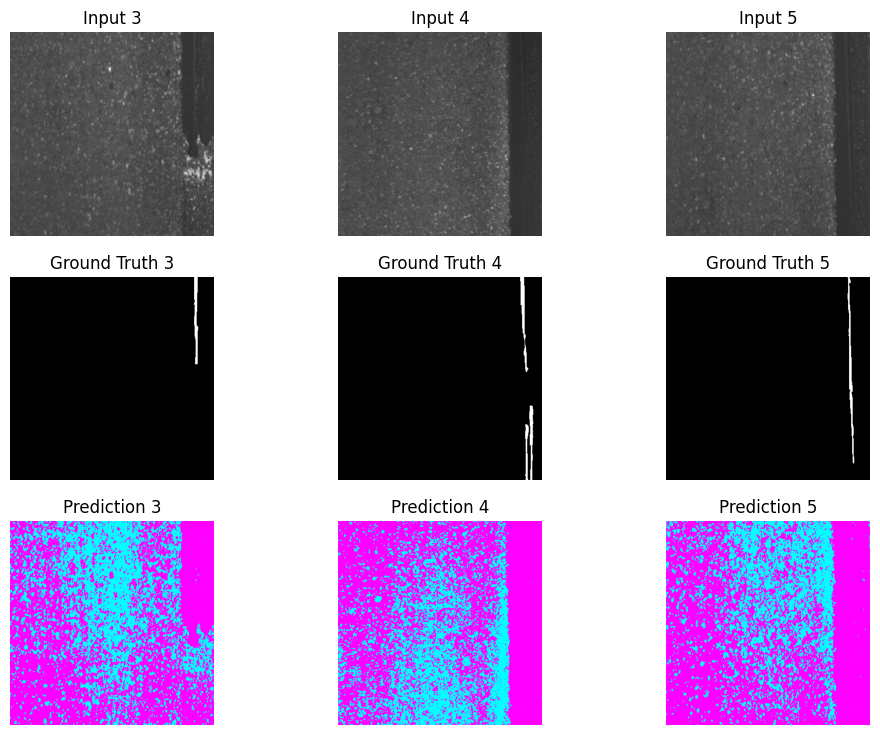 Input 3
Input 4
Input 5
Ground Truth 3
Ground Truth 4
Ground Truth 5
Prediction 3
Prediction 4
Prediction 5